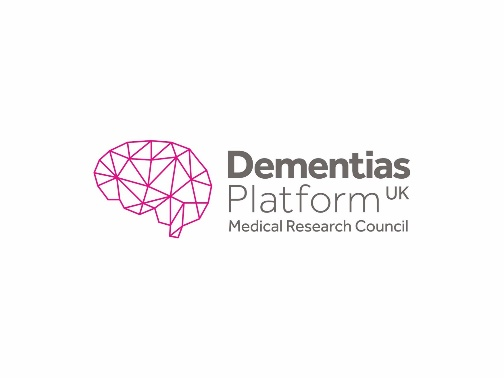 Dementias
Platform UK
Medical Research Council